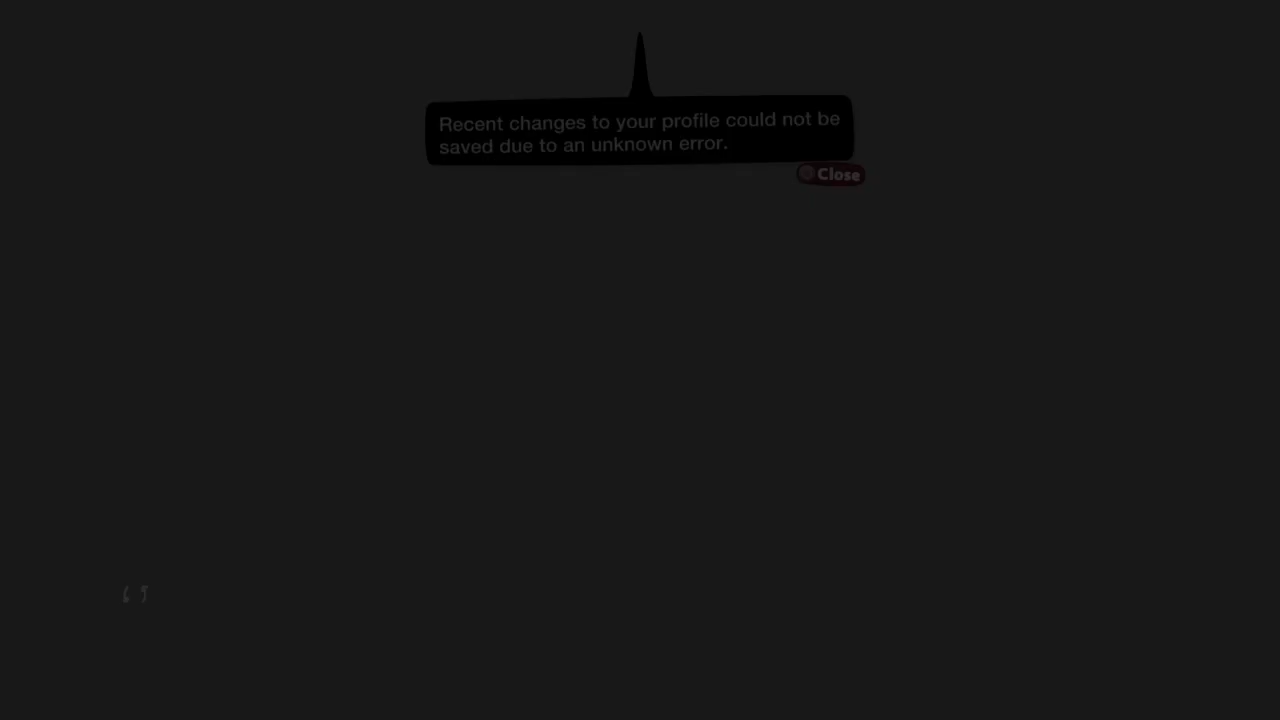 Recent changes to your profile could not be
saved due to an unknown error.
Close